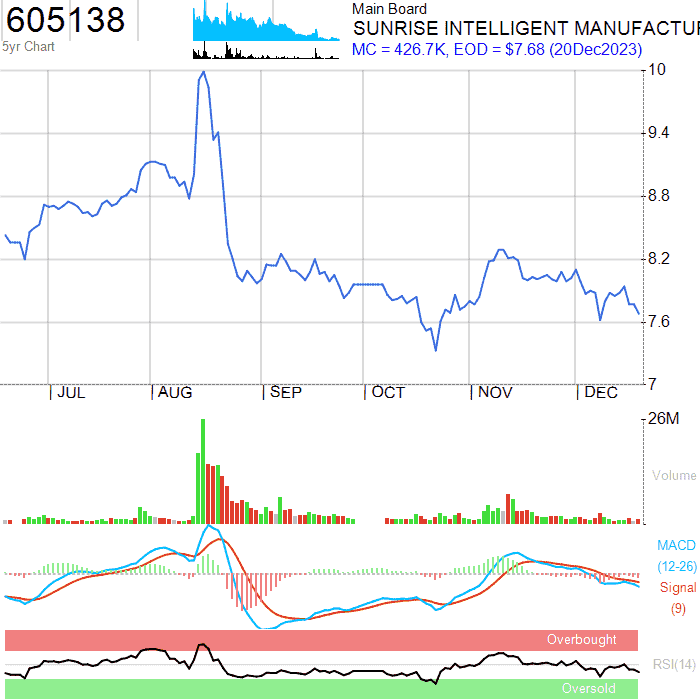 605138
5yr Chart
Main Board
SUNRISE INTELLIGENT MANUFACTU
MC = 426.7K, EOD = $7.68 (20Dec2023)
10
9.4
8.8
8.2
7.6
7
JUL AUG SEP OCT NOV DEC
26M
Volume
MACD
(12-26)
Signal
(9)
Overbought
RSI(14)
Oversold